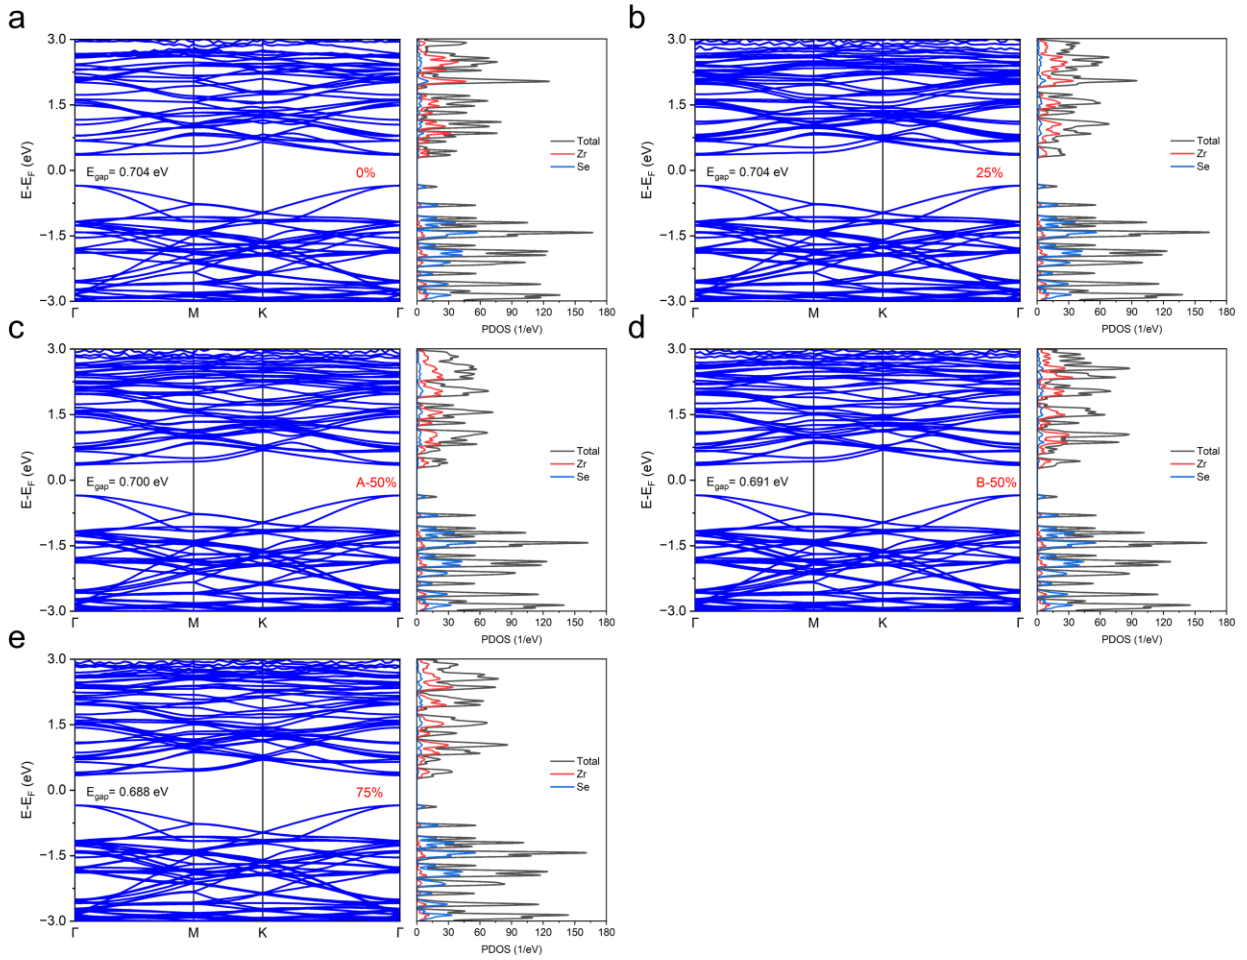 a
3.0
1.5
0.0
−1.5
−3.0
E-E_F (eV)
E_gap= 0.704 eV
0%
Γ
M
K
Γ
Total
Zr
Se
0 30 60 90 120 150 180
PDOS (1/eV)
b
3.0
1.5
0.0
−1.5
−3.0
E-E_F (eV)
E_gap= 0.704 eV
25%
Γ
M
K
Γ
Total
Zr
Se
0 30 60 90 120 150 180
PDOS (1/eV)
c
3.0
1.5
0.0
−1.5
−3.0
E-E_F (eV)
E_gap= 0.700 eV
A-50%
Γ
M
K
Γ
Total
Zr
Se
0 30 60 90 120 150 180
PDOS (1/eV)
d
3.0
1.5
0.0
−1.5
−3.0
E-E_F (eV)
E_gap= 0.691 eV
B-50%
Γ
M
K
Γ
Total
Zr
Se
0 30 60 90 120 150 180
PDOS (1/eV)
e
3.0
1.5
0.0
−1.5
−3.0
E-E_F (eV)
E_gap= 0.688 eV
75%
Γ
M
K
Γ
Total
Zr
Se
0 30 60 90 120 150 180
PDOS (1/eV)